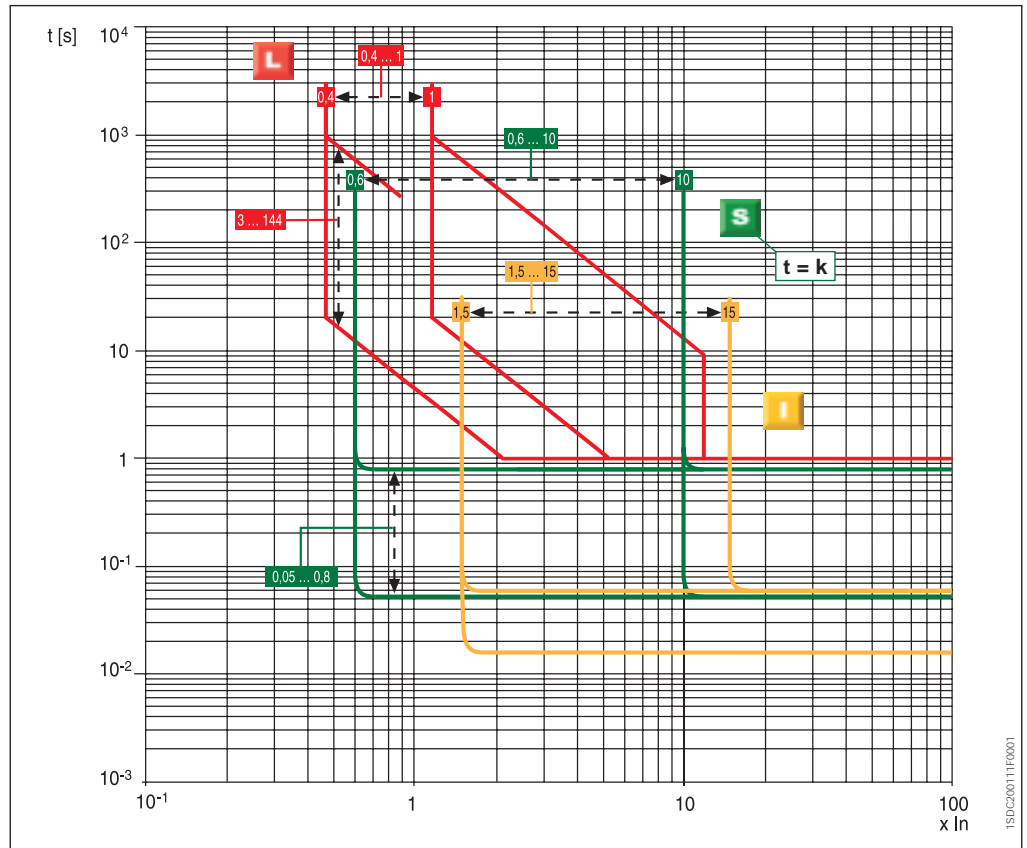 t [s]
10⁴
L
0,4 ... 1
0,4
1
10³
0,6 ... 10
0,6
10
3 ... 144
S
10²
t = k
1,5 ... 15
1,5
15
10
I
1
10⁻¹
0,05 ... 0,8
10⁻²
10⁻³
10⁻¹
1
10
100
x In
1SDC200111F0001